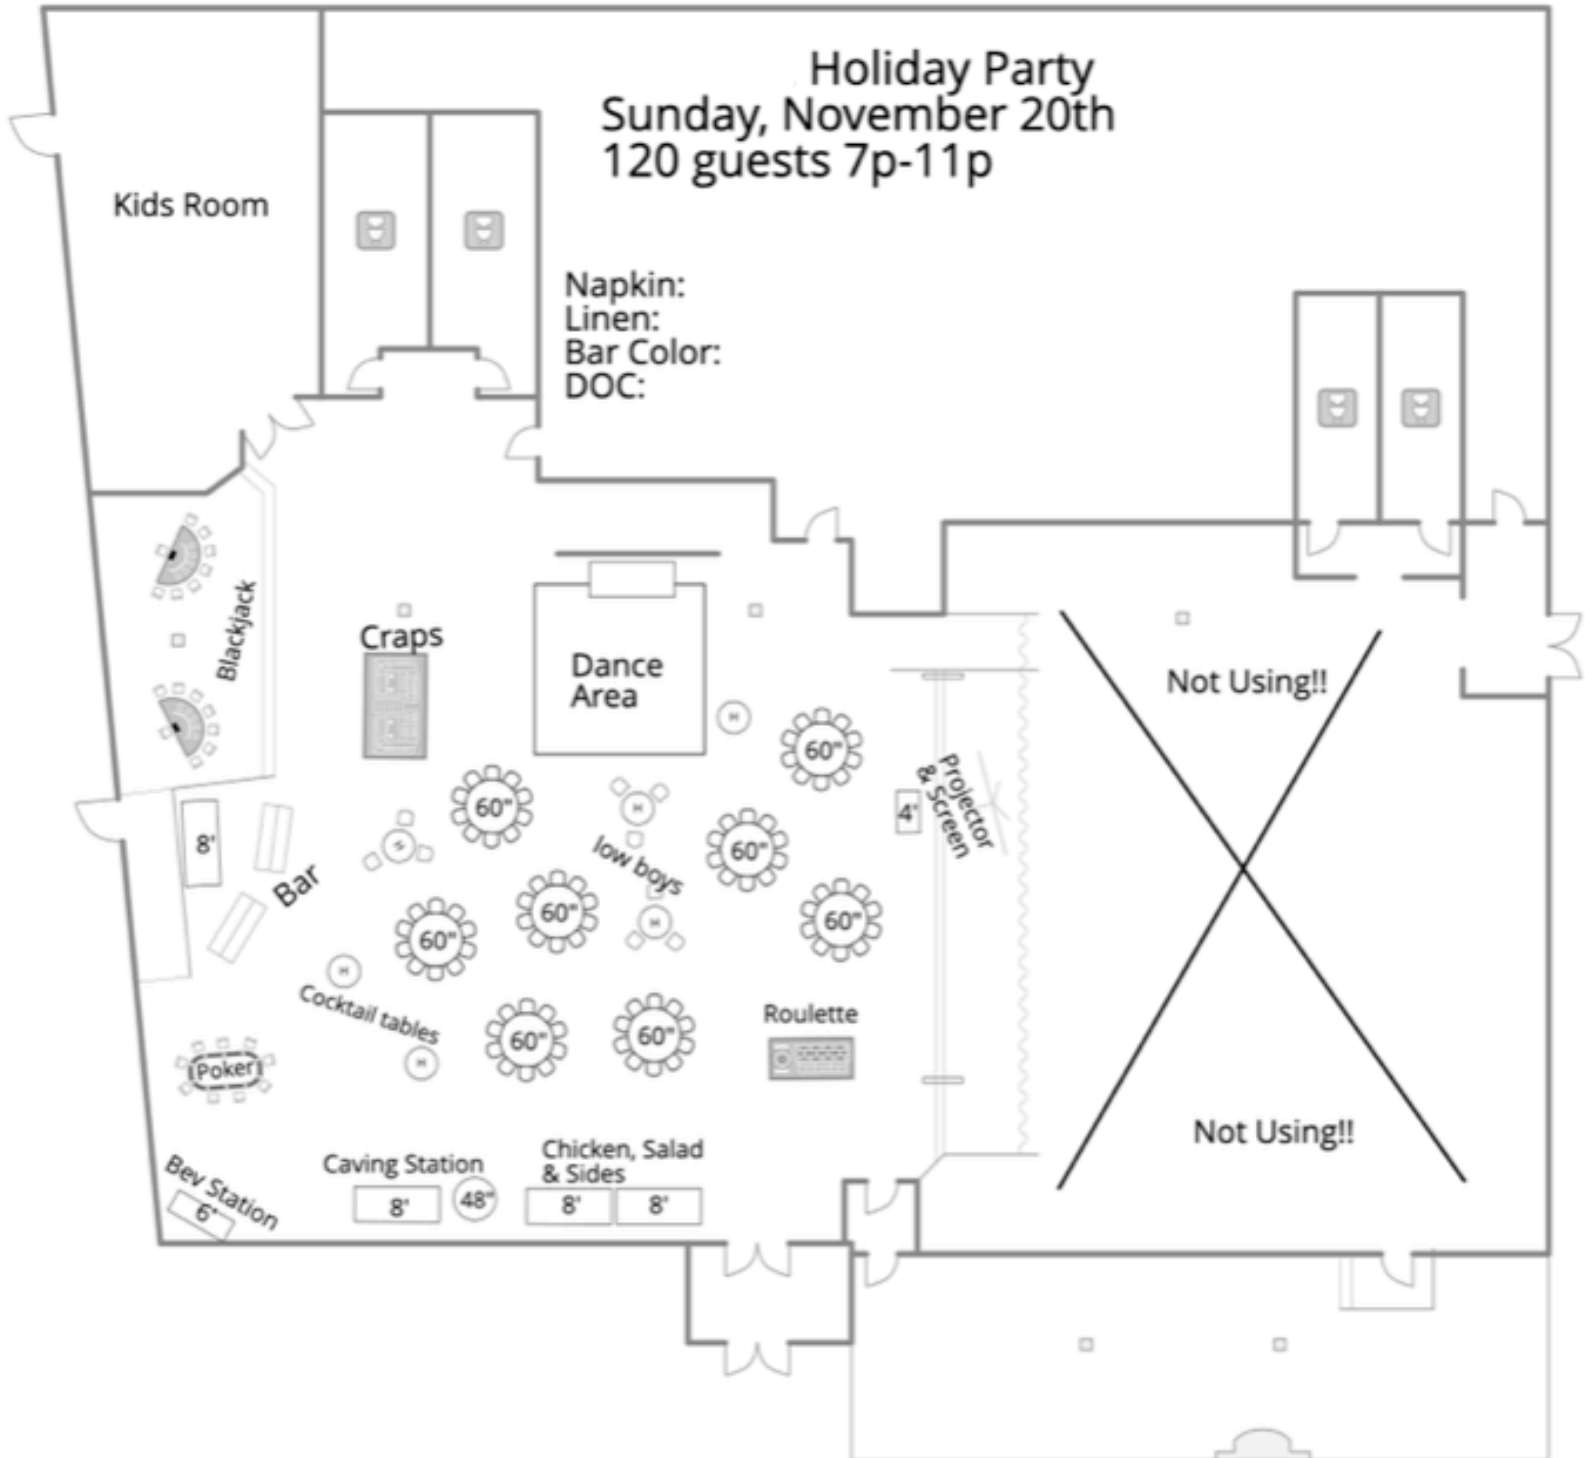 Holiday Party
Sunday, November 20th
120 guests 7p-11p
Kids Room
Napkin:
Linen:
Bar Color:
DOC:
Blackjack
Craps
Dance
Area
Not Using!!
H
60"
60"
H
H
60"
low boys
4'
Projector
& Screen
8'
Bar
60"
60"
60"
H
H
Cocktail tables
H
60"
60"
Roulette
Poker
Not Using!!
Bev Station
6'
Caving Station
8'
48"
Chicken, Salad
& Sides
8'
8'